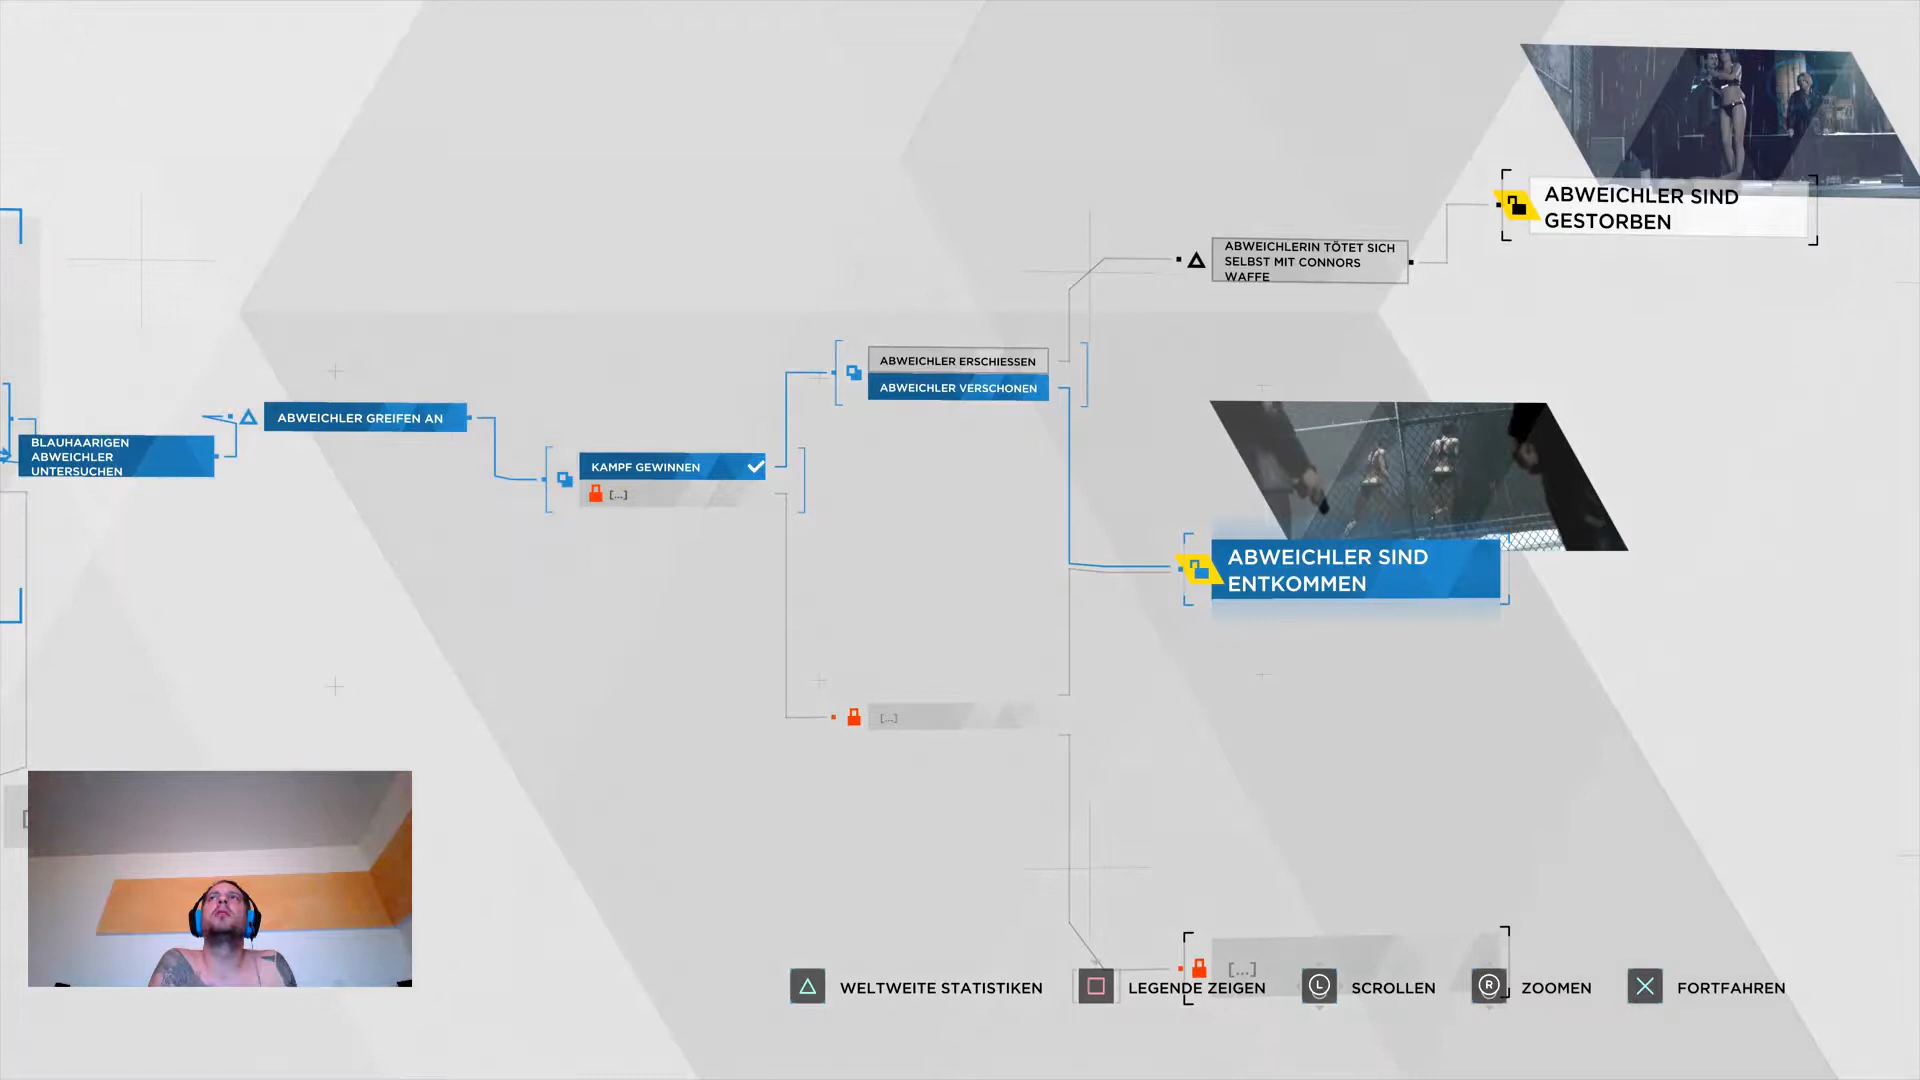 ABWEICHLER SIND
GESTORBEN
ABWEICHLERIN TÖTET SICH
SELBST MIT CONNORS
WAFFE
ABWEICHLER ERSCHIESSEN
ABWEICHLER VERSCHONEN
ABWEICHLER GREIFEN AN
BLAUHAARIGEN
ABWEICHLER
UNTERSUCHEN
KAMPF GEWINNEN
[...]
ABWEICHLER SIND
ENTKOMMEN
[...]
[...]
WELTWEITE STATISTIKEN
LEGENDE ZEIGEN
L
SCROLLEN
R
ZOOMEN
FORTFAHREN